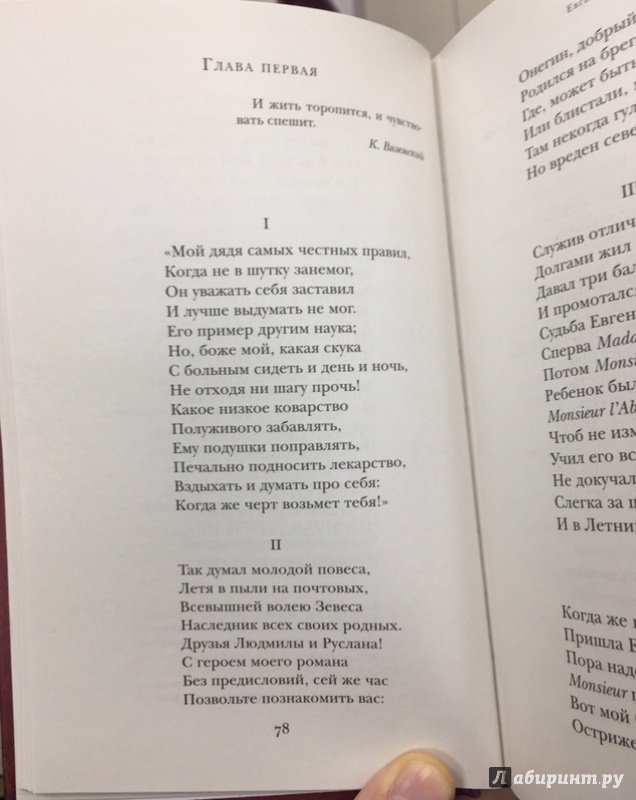 Глава первая
И жить торопится, и чувство-
вать спешит.
К. Вяземский
I
«Мой дядя самых честных правил,
Когда не в шутку занемог,
Он уважать себя заставил
И лучше выдумать не мог.
Его пример другим наука;
Но, боже мой, какая скука
С больным сидеть и день и ночь,
Не отходя ни шагу прочь!
Какое низкое коварство
Полуживого забавлять,
Ему подушки поправлять,
Печально подносить лекарство,
Вздыхать и думать про себя:
Когда же черт возьмет тебя!»
II
Так думал молодой повеса,
Летя в пыли на почтовых,
Всевышней волею Зевеса
Наследник всех своих родных.
Друзья Людмилы и Руслана!
С героем моего романа
Без предисловий, сей же час
Позвольте познакомить вас:
78
Онегин, добрый
Родился на брег
Где, может быть
Или блистали,
Там некогда гул
Но вреден севе
Служив отлич
Долгами жил
Давал три бал
И промотался
Судьба Евген
Сперва Mada
Потом Monsi
Ребенок был
Monsieur l'Ab
Чтоб не изм
Учил его вс
Не докучал
Слегка за ш
И в Летни
Когда же
Пришла Е
Пора надо
Monsieur п
Вот мой
Остриже
Лабиринт.ру